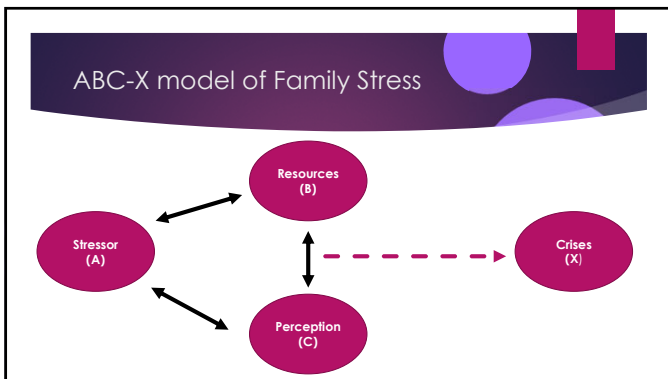 ABC-X model of Family Stress
Resources
(B)
Stressor
(A)
Crises
(X)
Perception
(C)